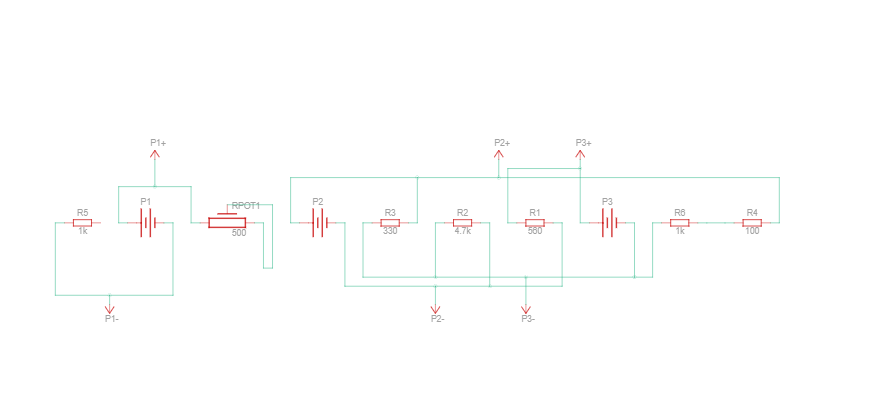 P1+
P2+
P3+
R5
1k
P1
RPOT1
500
P2
R3
330
R2
4.7k
R1
560
P3
R6
1k
R4
100
P1-
P2-
P3-